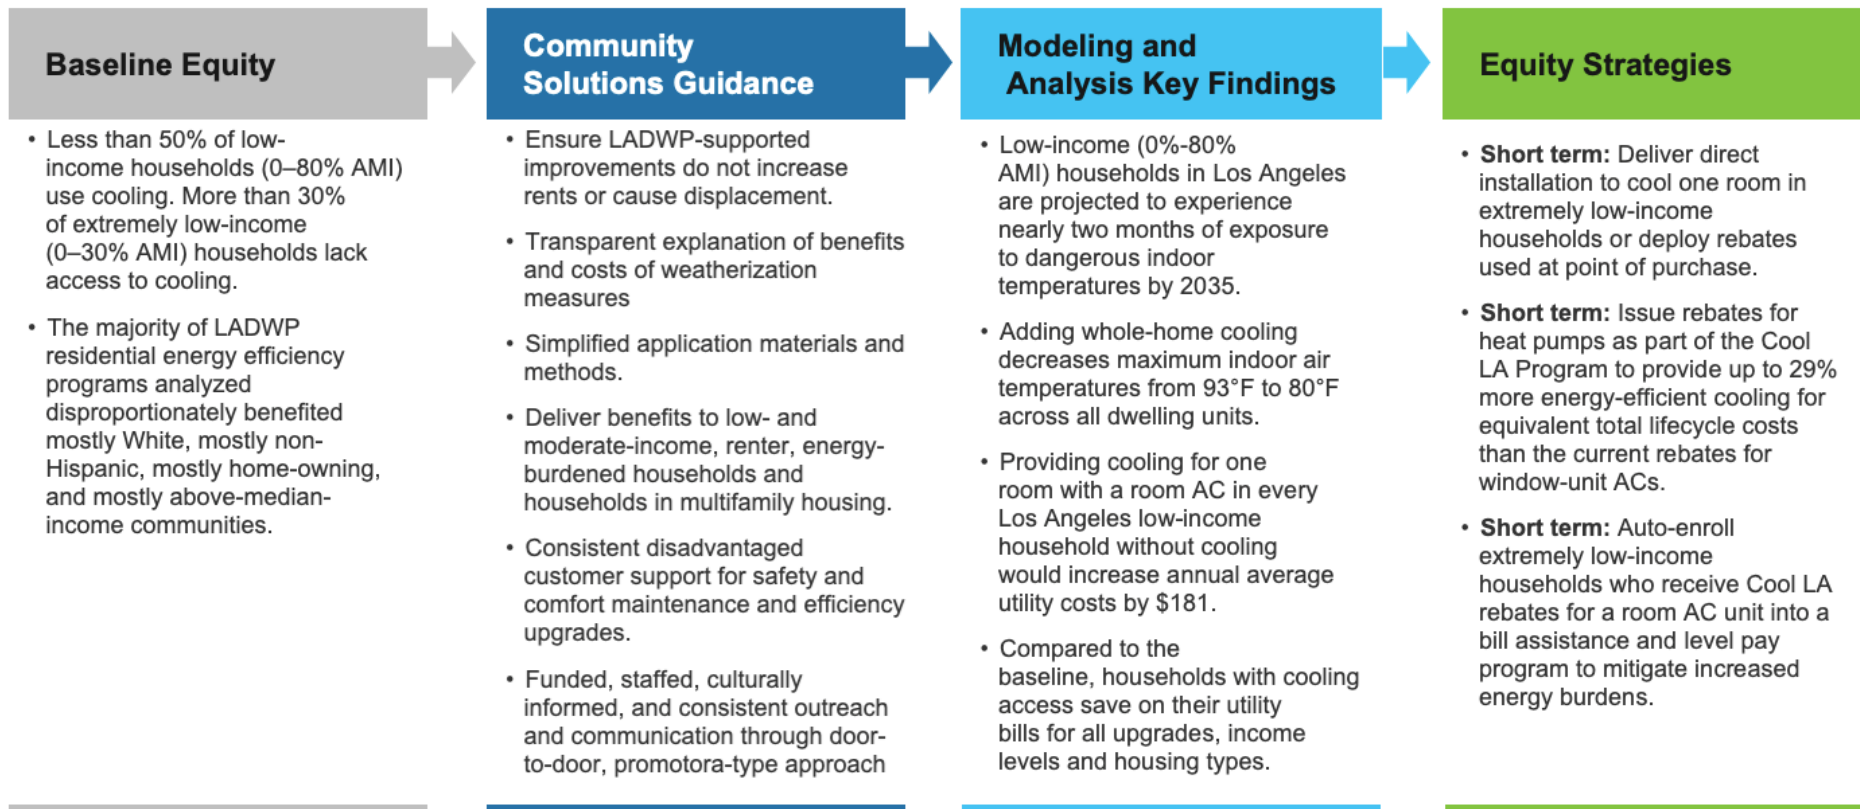 Baseline Equity
• Less than 50% of low-
income households (0–80% AMI)
use cooling. More than 30%
of extremely low-income
(0–30% AMI) households lack
access to cooling.
• The majority of LADWP
residential energy efficiency
programs analyzed
disproportionately benefited
mostly White, mostly non-
Hispanic, mostly home-owning,
and mostly above-median-
income communities.
Community
Solutions Guidance
• Ensure LADWP-supported
improvements do not increase
rents or cause displacement.
• Transparent explanation of benefits
and costs of weatherization
measures
• Simplified application materials and
methods.
• Deliver benefits to low- and
moderate-income, renter, energy-
burdened households and
households in multifamily housing.
• Consistent disadvantaged
customer support for safety and
comfort maintenance and efficiency
upgrades.
• Funded, staffed, culturally
informed, and consistent outreach
and communication through door-
to-door, promotora-type approach
Modeling and
Analysis Key Findings
• Low-income (0%-80%
AMI) households in Los Angeles
are projected to experience
nearly two months of exposure
to dangerous indoor
temperatures by 2035.
• Adding whole-home cooling
decreases maximum indoor air
temperatures from 93°F to 80°F
across all dwelling units.
• Providing cooling for one
room with a room AC in every
Los Angeles low-income
household without cooling
would increase annual average
utility costs by $181.
• Compared to the
baseline, households with cooling
access save on their utility
bills for all upgrades, income
levels and housing types.
Equity Strategies
• Short term: Deliver direct
installation to cool one room in
extremely low-income
households or deploy rebates
used at point of purchase.
• Short term: Issue rebates for
heat pumps as part of the Cool
LA Program to provide up to 29%
more energy-efficient cooling for
equivalent total lifecycle costs
than the current rebates for
window-unit ACs.
• Short term: Auto-enroll
extremely low-income
households who receive Cool LA
rebates for a room AC unit into a
bill assistance and level pay
program to mitigate increased
energy burdens.